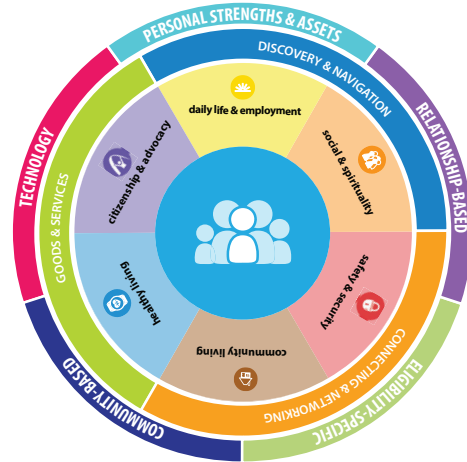 PERSONAL STRENGTHS & ASSETS
RELATIONSHIP-BASED
ELIGIBILITY-SPECIFIC
COMMUNITY-BASED
TECHNOLOGY
DISCOVERY & NAVIGATION
CONNECTING & NETWORKING
GOODS & SERVICES
daily life & employment
social & spirituality
safety & security
community living
healthy living
citizenship & advocacy